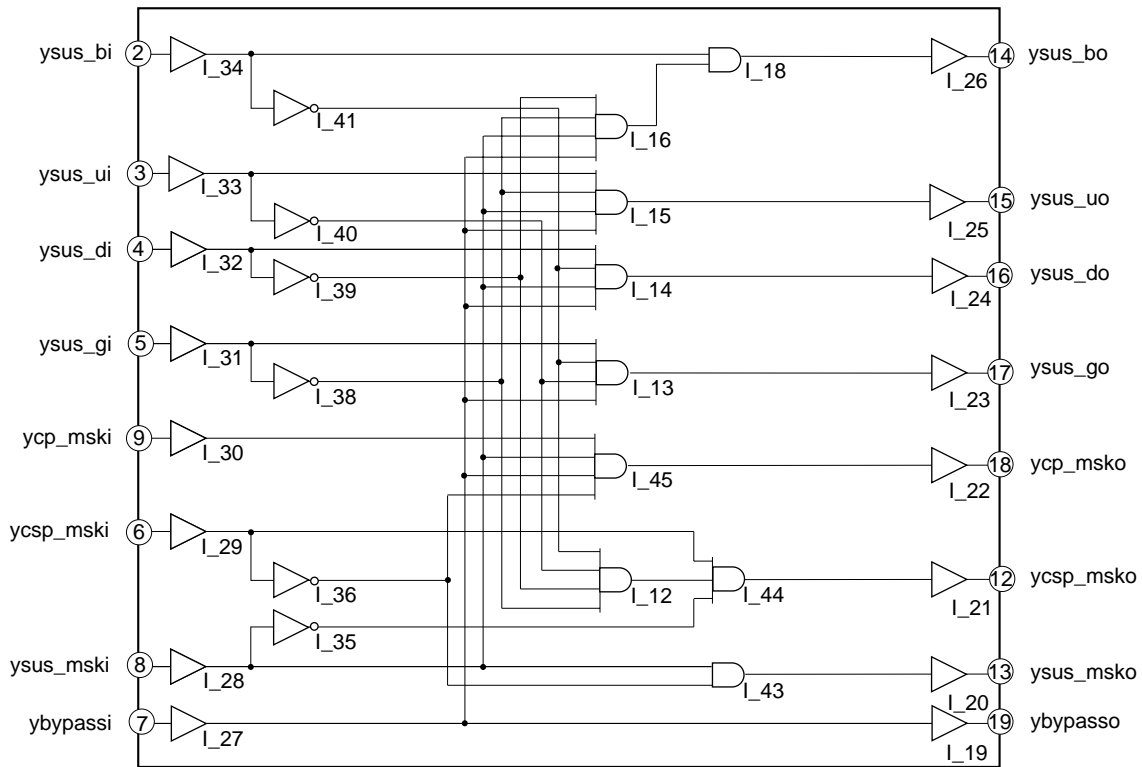 ysus_bi 2 I_34 I_18 I_26 14 ysus_bo
I_41 I_16
ysus_ui 3 I_33 I_15 I_25 15 ysus_uo
I_40
ysus_di 4 I_32 I_14 I_24 16 ysus_do
I_39
ysus_gi 5 I_31 I_13 I_23 17 ysus_go
I_38
ycp_mski 9 I_30 I_45 I_22 18 ycp_msko
ycsp_mski 6 I_29 I_12 I_44 I_21 12 ycsp_msko
I_36
I_35
ysus_mski 8 I_28 I_43 I_20 13 ysus_msko
ybypassi 7 I_27 I_19 19 ybypasso